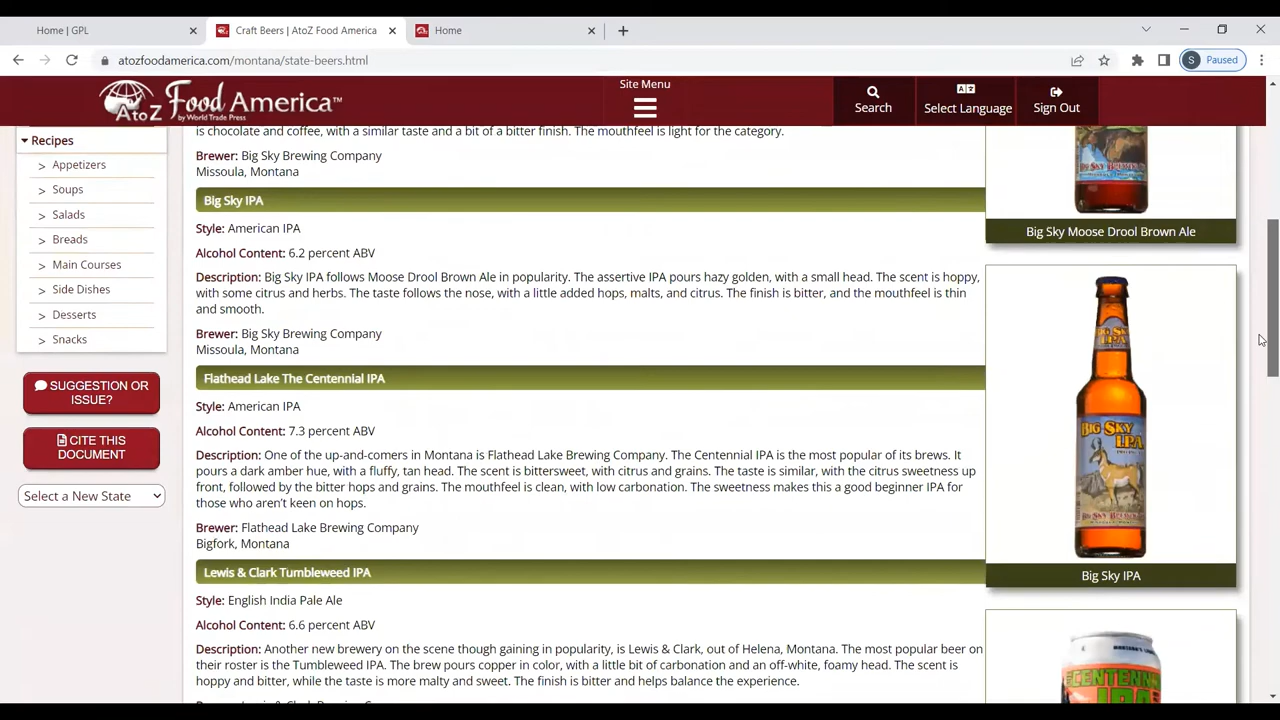 Home | GPL
Craft Beers | AtoZ Food America
Home
atozfoodamerica.com/montana/state-beers.html
S
Paused
AtoZ Food America™
by World Trade Press
Site Menu
Search
Select Language
Sign Out
Recipes
> Appetizers
> Soups
> Salads
> Breads
> Main Courses
> Side Dishes
> Desserts
> Snacks
SUGGESTION OR
ISSUE?
CITE THIS
DOCUMENT
Select a New State
is chocolate and coffee, with a similar taste and a bit of a bitter finish. The mouthfeel is light for the category.
Brewer: Big Sky Brewing Company
Missoula, Montana
Big Sky IPA
Style: American IPA
Alcohol Content: 6.2 percent ABV
Description: Big Sky IPA follows Moose Drool Brown Ale in popularity. The assertive IPA pours hazy golden, with a small head. The scent is hoppy,
with some citrus and herbs. The taste follows the nose, with a little added hops, malts, and citrus. The finish is bitter, and the mouthfeel is thin
and smooth.
Brewer: Big Sky Brewing Company
Missoula, Montana
Flathead Lake The Centennial IPA
Style: American IPA
Alcohol Content: 7.3 percent ABV
Description: One of the up-and-comers in Montana is Flathead Lake Brewing Company. The Centennial IPA is the most popular of its brews. It
pours a dark amber hue, with a fluffy, tan head. The scent is bittersweet, with citrus and grains. The taste is similar, with the citrus sweetness up
front, followed by the bitter hops and grains. The mouthfeel is clean, with low carbonation. The sweetness makes this a good beginner IPA for
those who aren't keen on hops.
Brewer: Flathead Lake Brewing Company
Bigfork, Montana
Lewis & Clark Tumbleweed IPA
Style: English India Pale Ale
Alcohol Content: 6.6 percent ABV
Description: Another new brewery on the scene though gaining in popularity, is Lewis & Clark, out of Helena, Montana. The most popular beer on
their roster is the Tumbleweed IPA. The brew pours copper in color, with a little bit of carbonation and an off-white, foamy head. The scent is
hoppy and bitter, while the taste is more malty and sweet. The finish is bitter and helps balance the experience.
Big Sky Moose Drool Brown Ale
BIG SKY
IPA
BIG SKY
I.P.A.
Big Sky IPA
CENTENNIAL
IPA